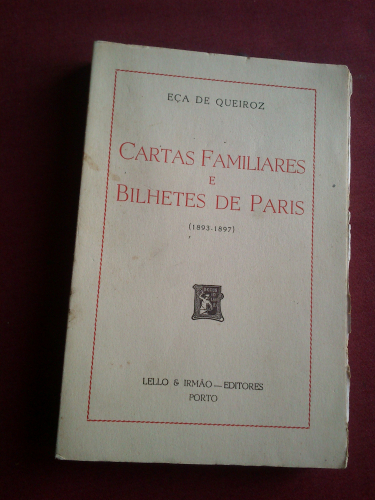 EÇA DE QUEIROZ
CARTAS FAMILIARES
E
BILHETES DE PARIS
(1893-1897)
LELLO & IRMÃO—EDITORES
PORTO